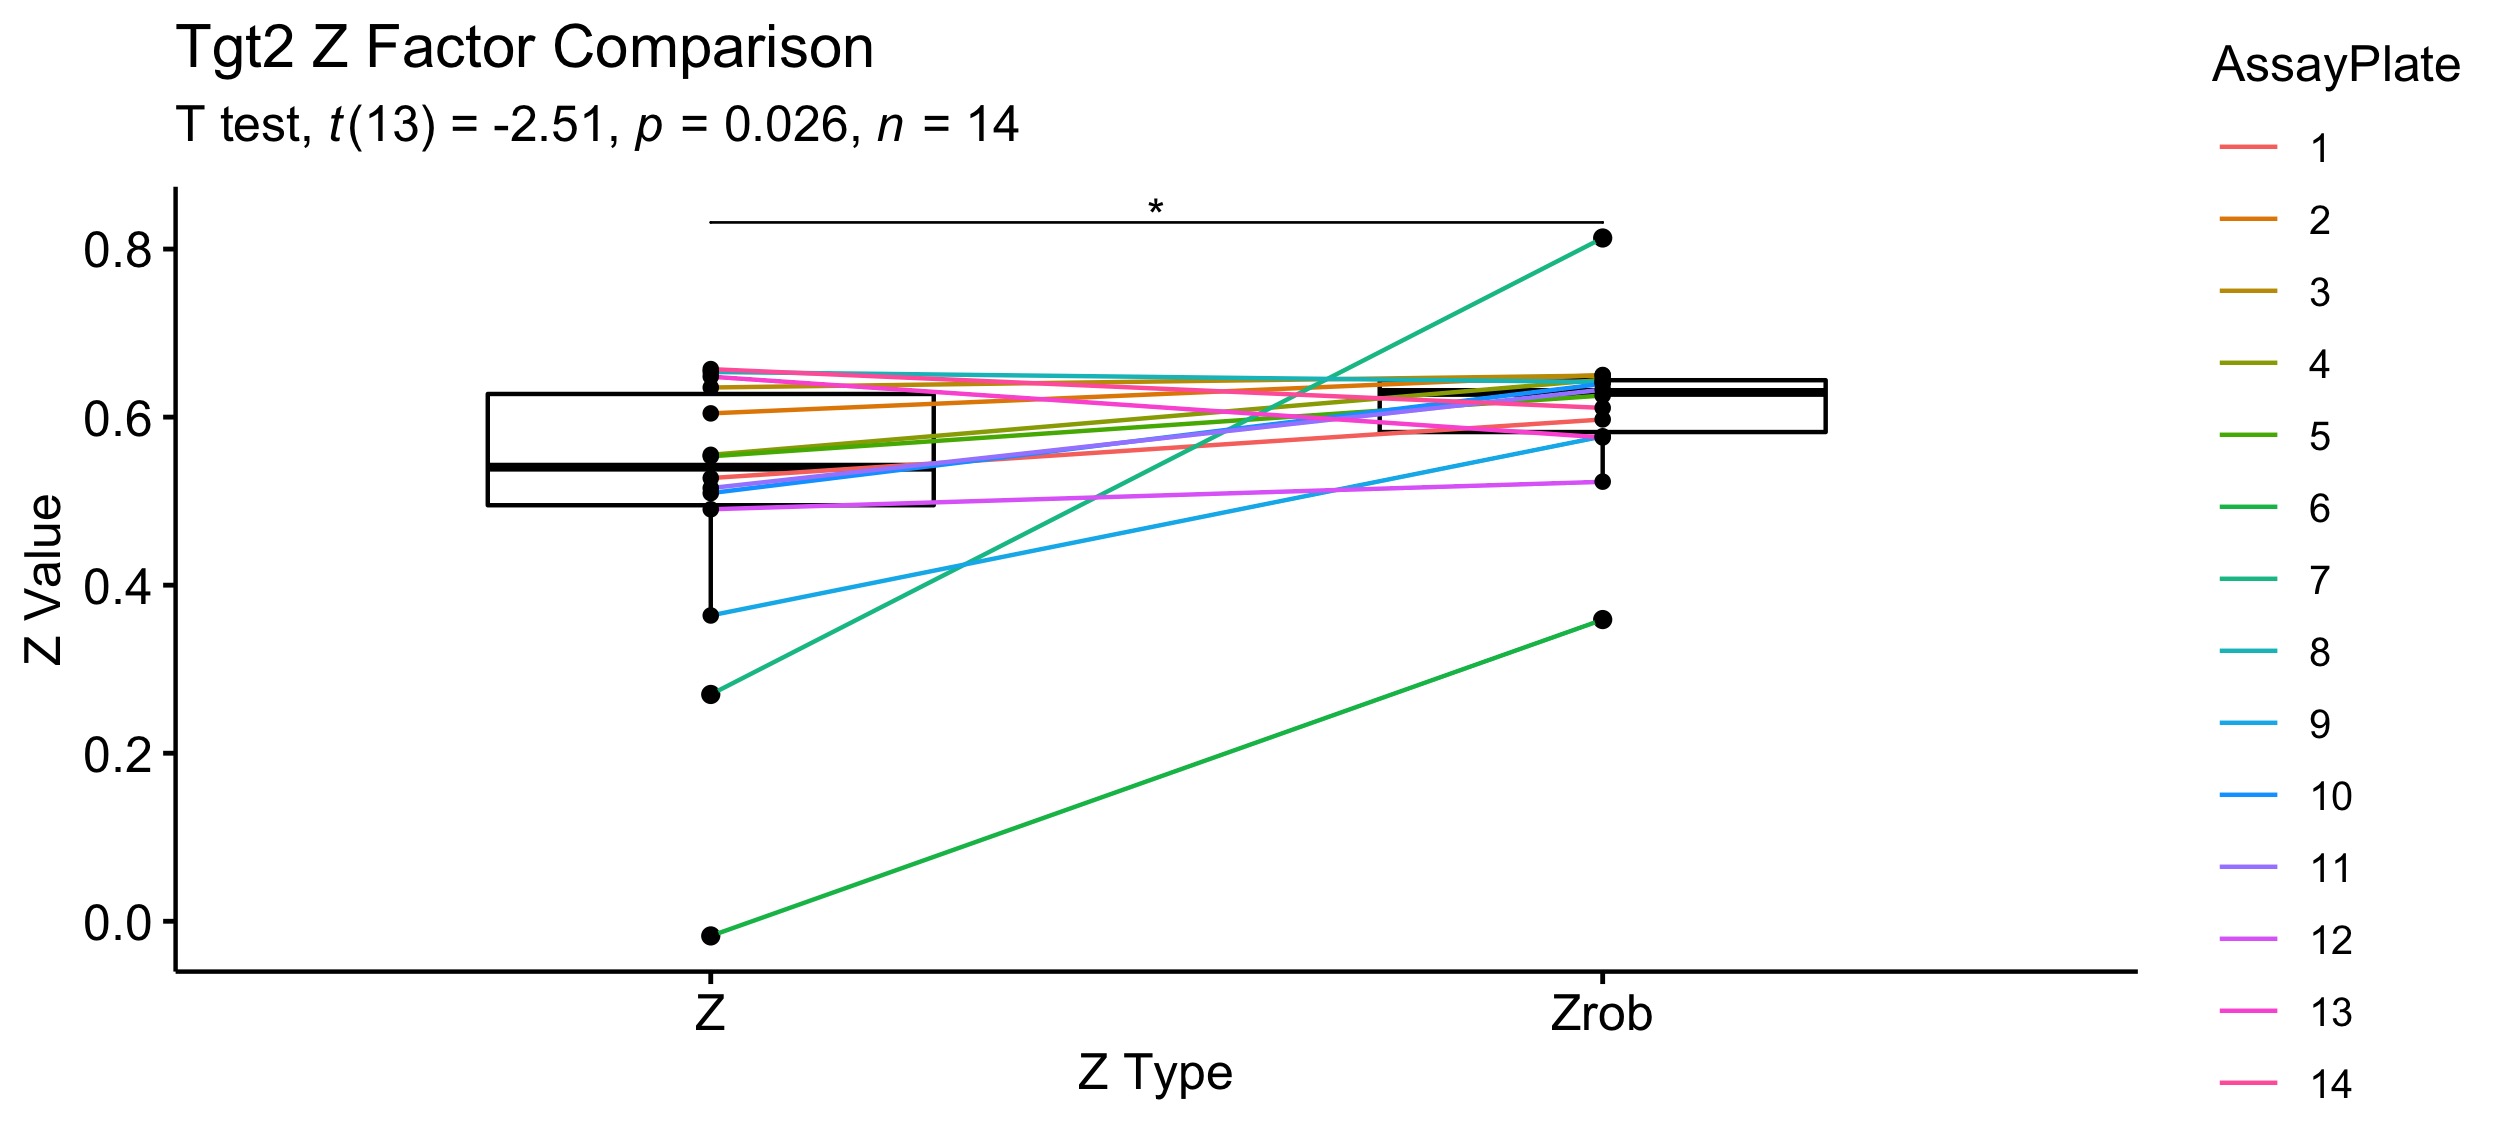 Tgt2 Z Factor Comparison
T test, t(13) = -2.51, p = 0.026, n = 14
*
0.8
0.6
0.4
0.2
0.0
Z Value
Z
Zrob
Z Type
AssayPlate
1
2
3
4
5
6
7
8
9
10
11
12
13
14